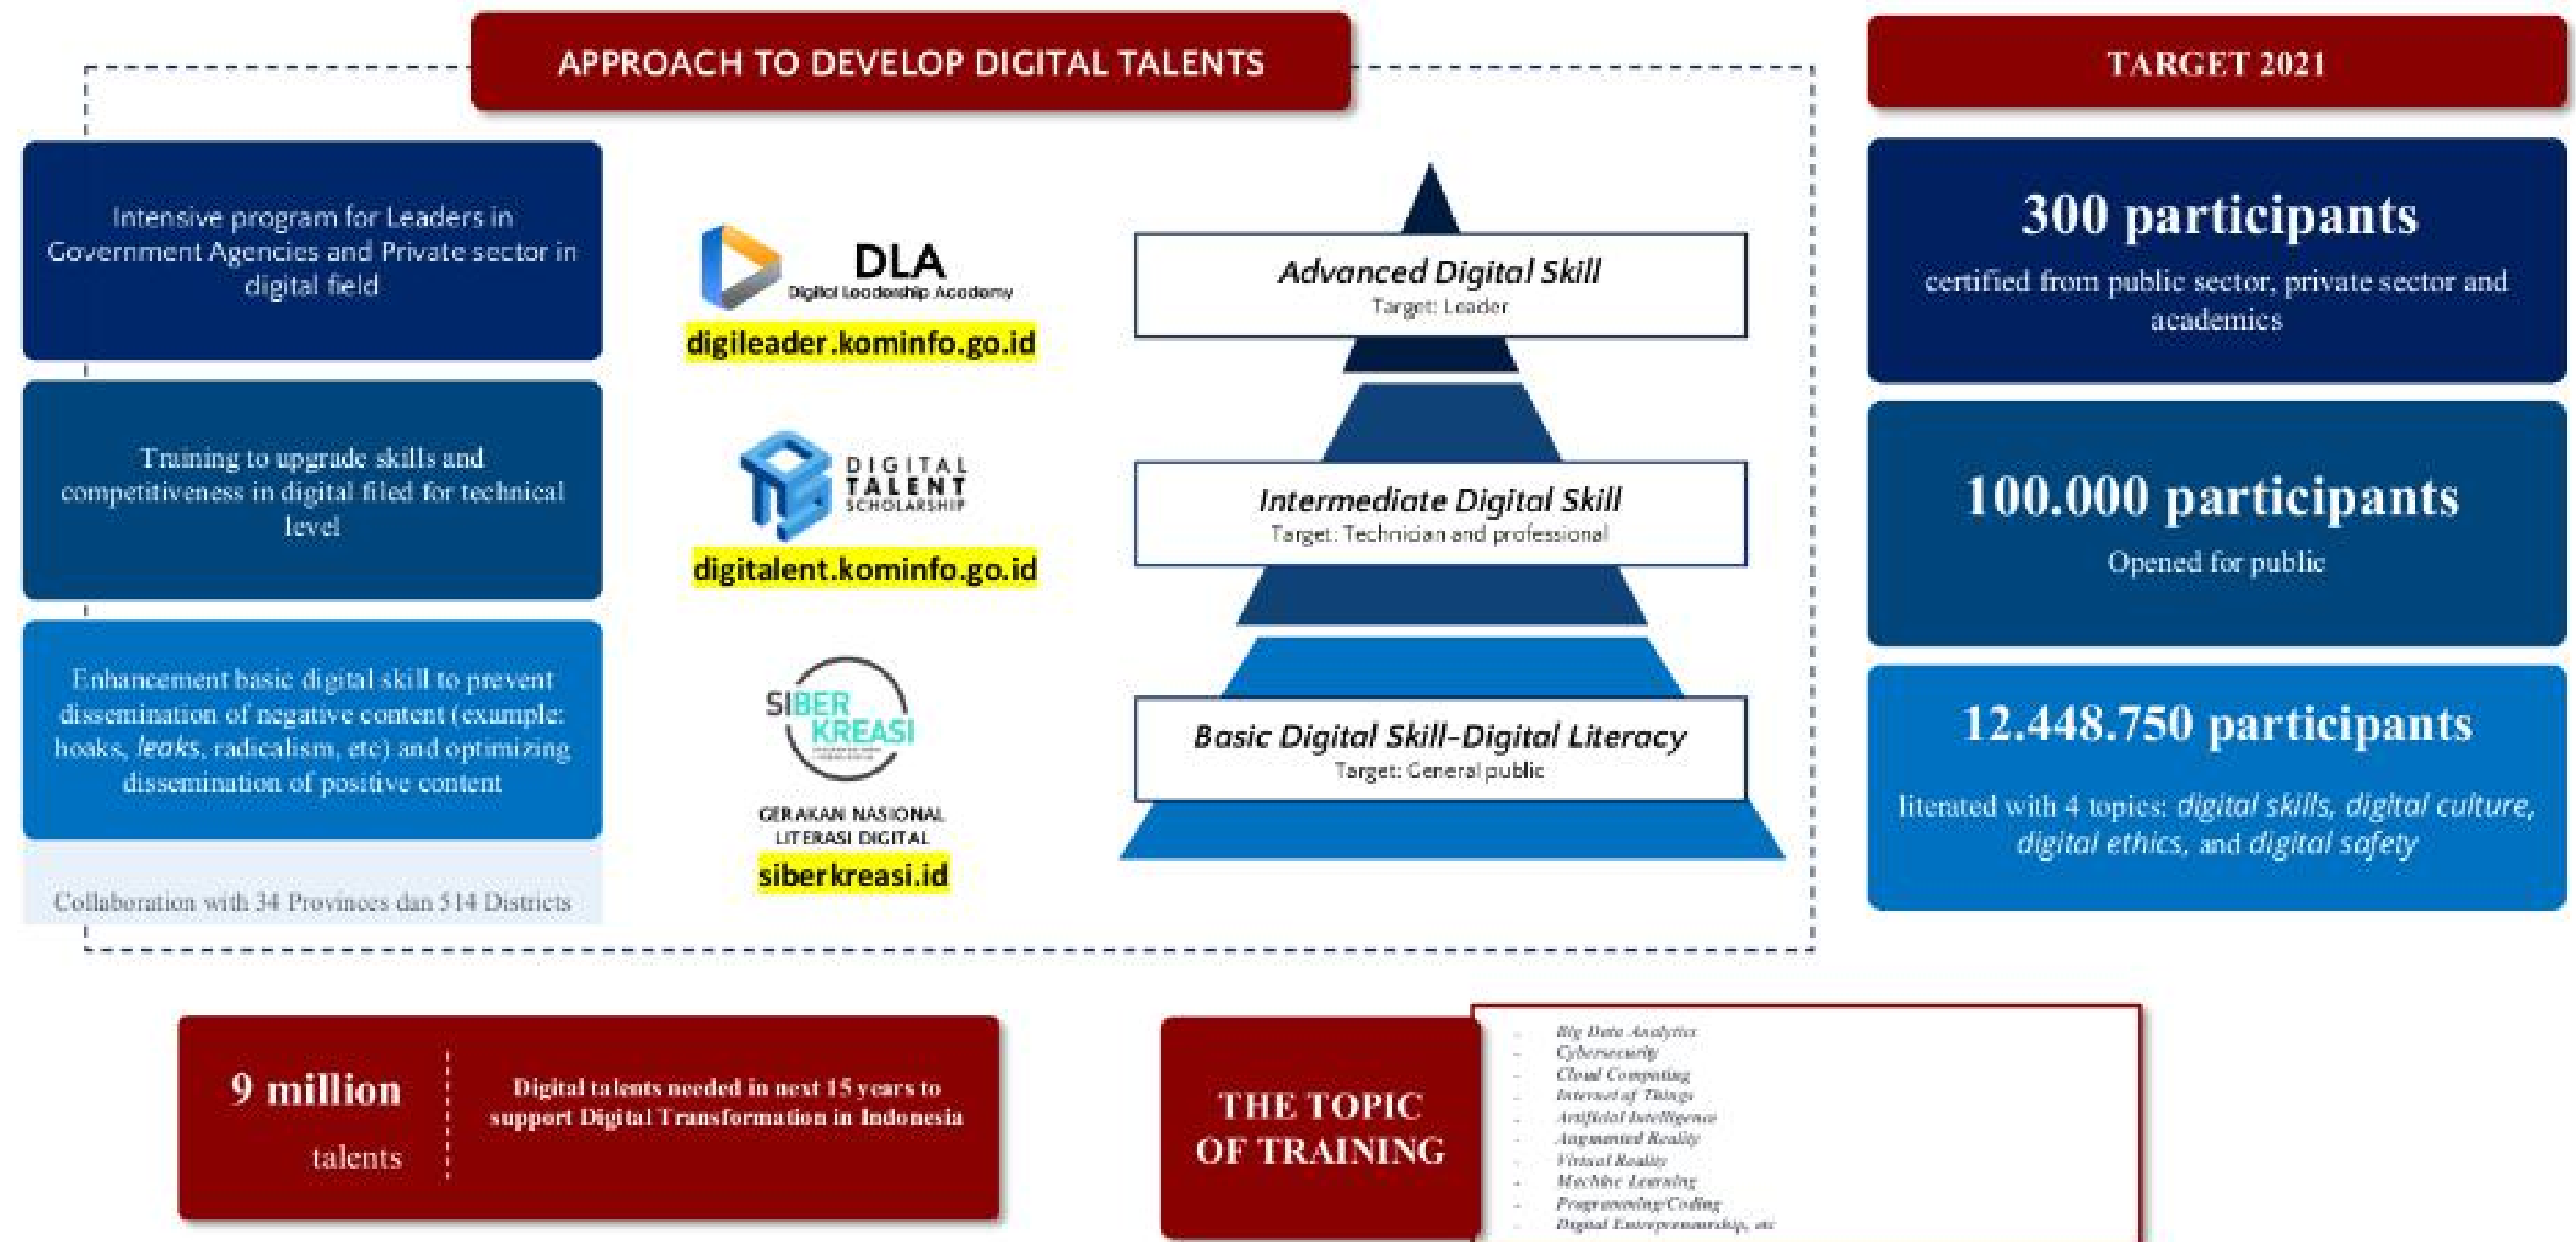 APPROACH TO DEVELOP DIGITAL TALENTS
TARGET 2021
Intensive program for Leaders in
Government Agencies and Private sector in
digital field
DLA
Digital Leadership Academy
digileader.kominfo.go.id
Advanced Digital Skill
Target: Leader
300 participants
certified from public sector, private sector and
academics
Training to upgrade skills and
competitiveness in digital filed for technical
level
DIGITAL
TALENT
SCHOLARSHIP
digitalent.kominfo.go.id
Intermediate Digital Skill
Target: Technician and professional
100.000 participants
Opened for public
Enhancement basic digital skill to prevent
dissemination of negative content (example:
hoaks, leaks, radicalism, etc) and optimizing
dissemination of positive content
Collaboration with 34 Provinces dan 514 Districts
SIBER
KREASI
GERAKAN NASIONAL
LITERASI DIGITAL
siberkreasi.id
Basic Digital Skill-Digital Literacy
Target: General public
12.448.750 participants
literated with 4 topics: digital skills, digital culture,
digital ethics, and digital safety
9 million
talents
Digital talents needed in next 15 years to
support Digital Transformation in Indonesia
THE TOPIC
OF TRAINING
- Big Data Analytics
- Cybersecurity
- Cloud Computing
- Internet of Things
- Artificial Intelligence
- Augmented Reality
- Virtual Reality
- Machine Learning
- Programming/Coding
- Digital Entrepreneurship, etc